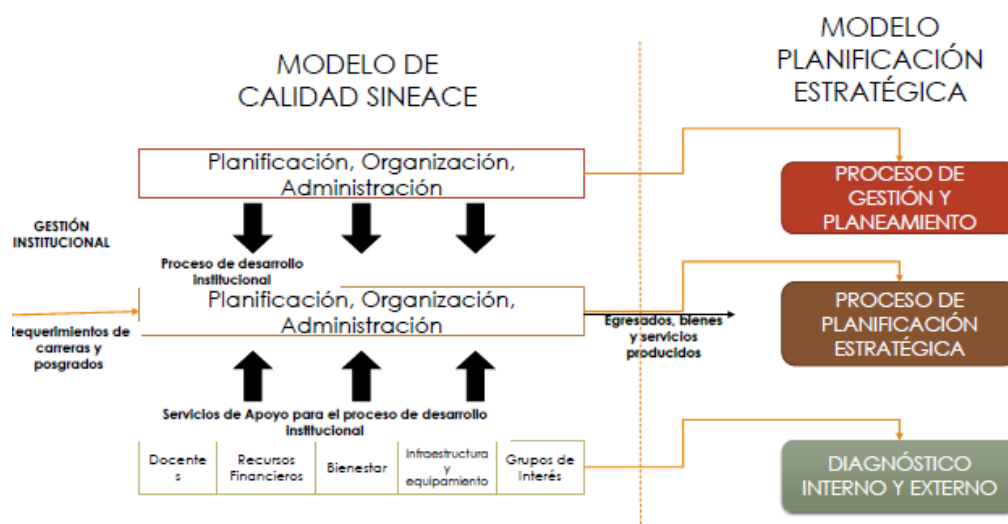 MODELO DE
CALIDAD SINEACE
MODELO
PLANIFICACIÓN
ESTRATÉGICA
Planificación, Organización,
Administración
PROCESO DE
GESTIÓN Y
PLANEAMIENTO
GESTIÓN
INSTITUCIONAL
Proceso de desarrollo
institucional
Planificación, Organización,
Administración
Requerimientos de
carreras y
posgrados
Egresados, bienes
y servicios
producidos
PROCESO DE
PLANIFICACIÓN
ESTRATÉGICA
Servicios de Apoyo para el proceso de desarrollo
institucional
Docente
s
Recursos
Financieros
Bienestar
Infraestructura
y
equipamiento
Grupos de
Interés
DIAGNÓSTICO
INTERNO Y EXTERNO